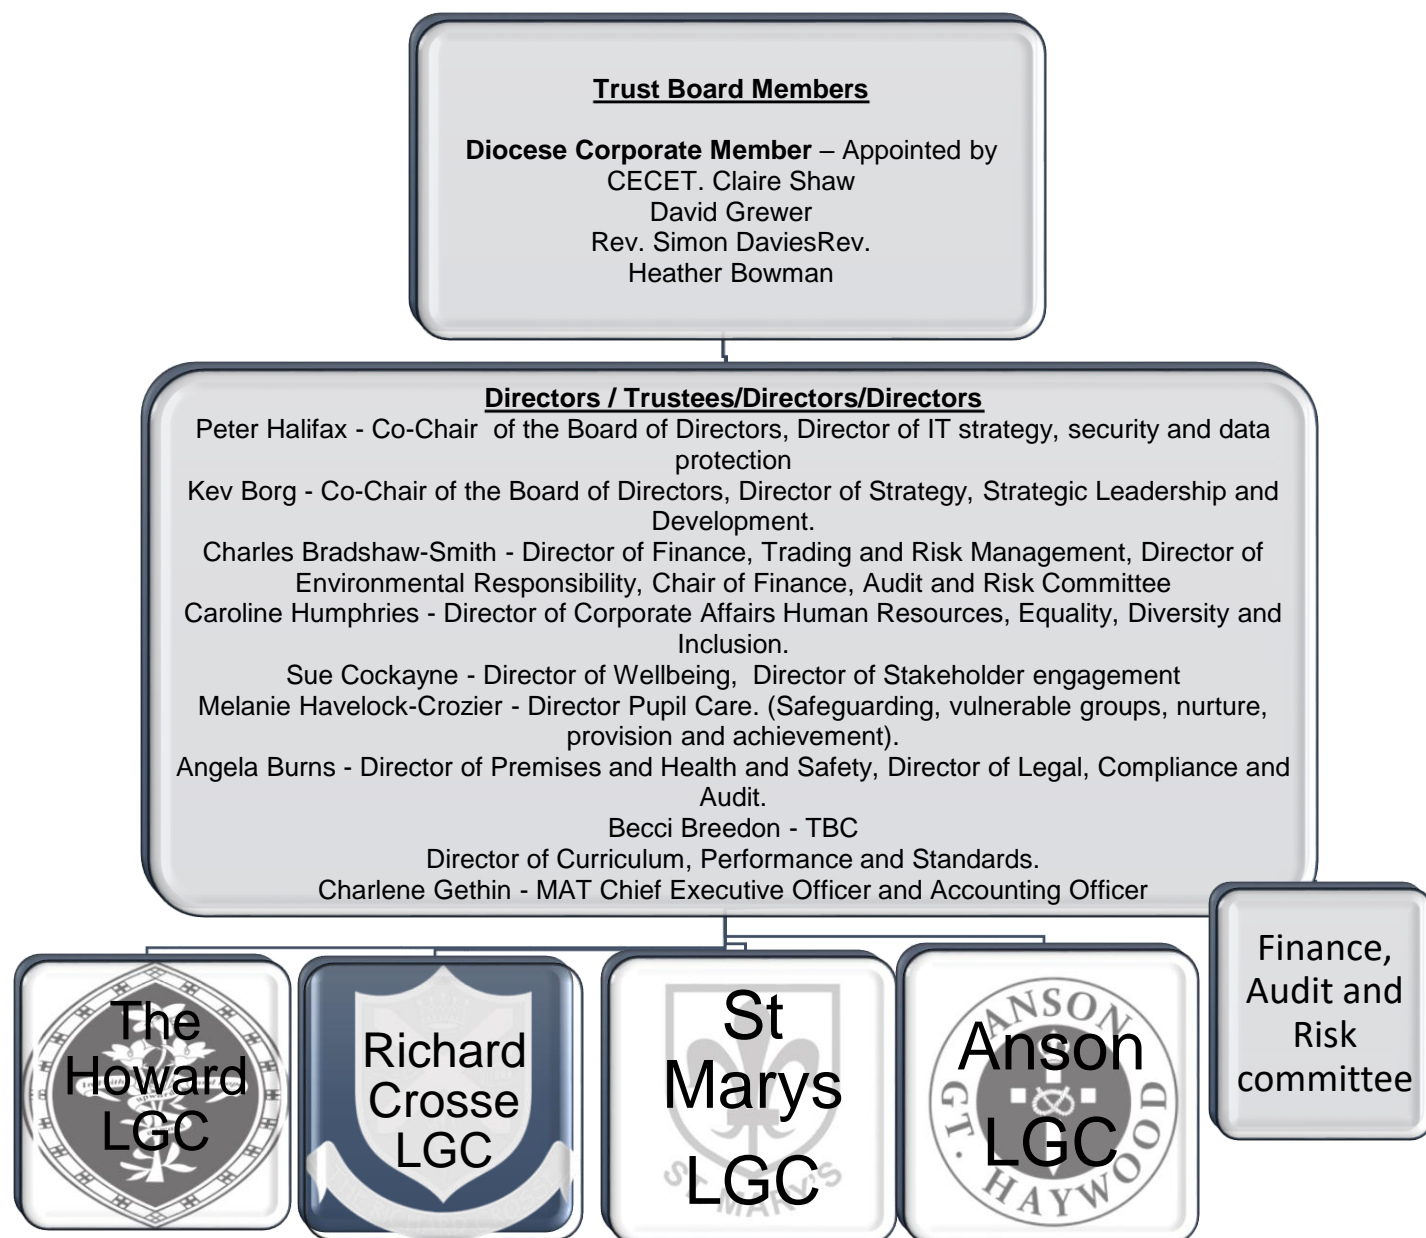 Trust Board Members
Diocese Corporate Member – Appointed by
CECET. Claire Shaw
David Grewer
Rev. Simon DaviesRev.
Heather Bowman
Directors / Trustees/Directors/Directors
Peter Halifax - Co-Chair of the Board of Directors, Director of IT strategy, security and data
protection
Kev Borg - Co-Chair of the Board of Directors, Director of Strategy, Strategic Leadership and
Development.
Charles Bradshaw-Smith - Director of Finance, Trading and Risk Management, Director of
Environmental Responsibility, Chair of Finance, Audit and Risk Committee
Caroline Humphries - Director of Corporate Affairs Human Resources, Equality, Diversity and
Inclusion.
Sue Cockayne - Director of Wellbeing, Director of Stakeholder engagement
Melanie Havelock-Crozier - Director Pupil Care. (Safeguarding, vulnerable groups, nurture,
provision and achievement).
Angela Burns - Director of Premises and Health and Safety, Director of Legal, Compliance and
Audit.
Becci Breedon - TBC
Director of Curriculum, Performance and Standards.
Charlene Gethin - MAT Chief Executive Officer and Accounting Officer
The
Howard
LGC
Richard
Crosse
LGC
St
Marys
LGC
ST MARY'S
Anson
LGC
ANSON
GT. HAYWOOD
Finance,
Audit and
Risk
committee